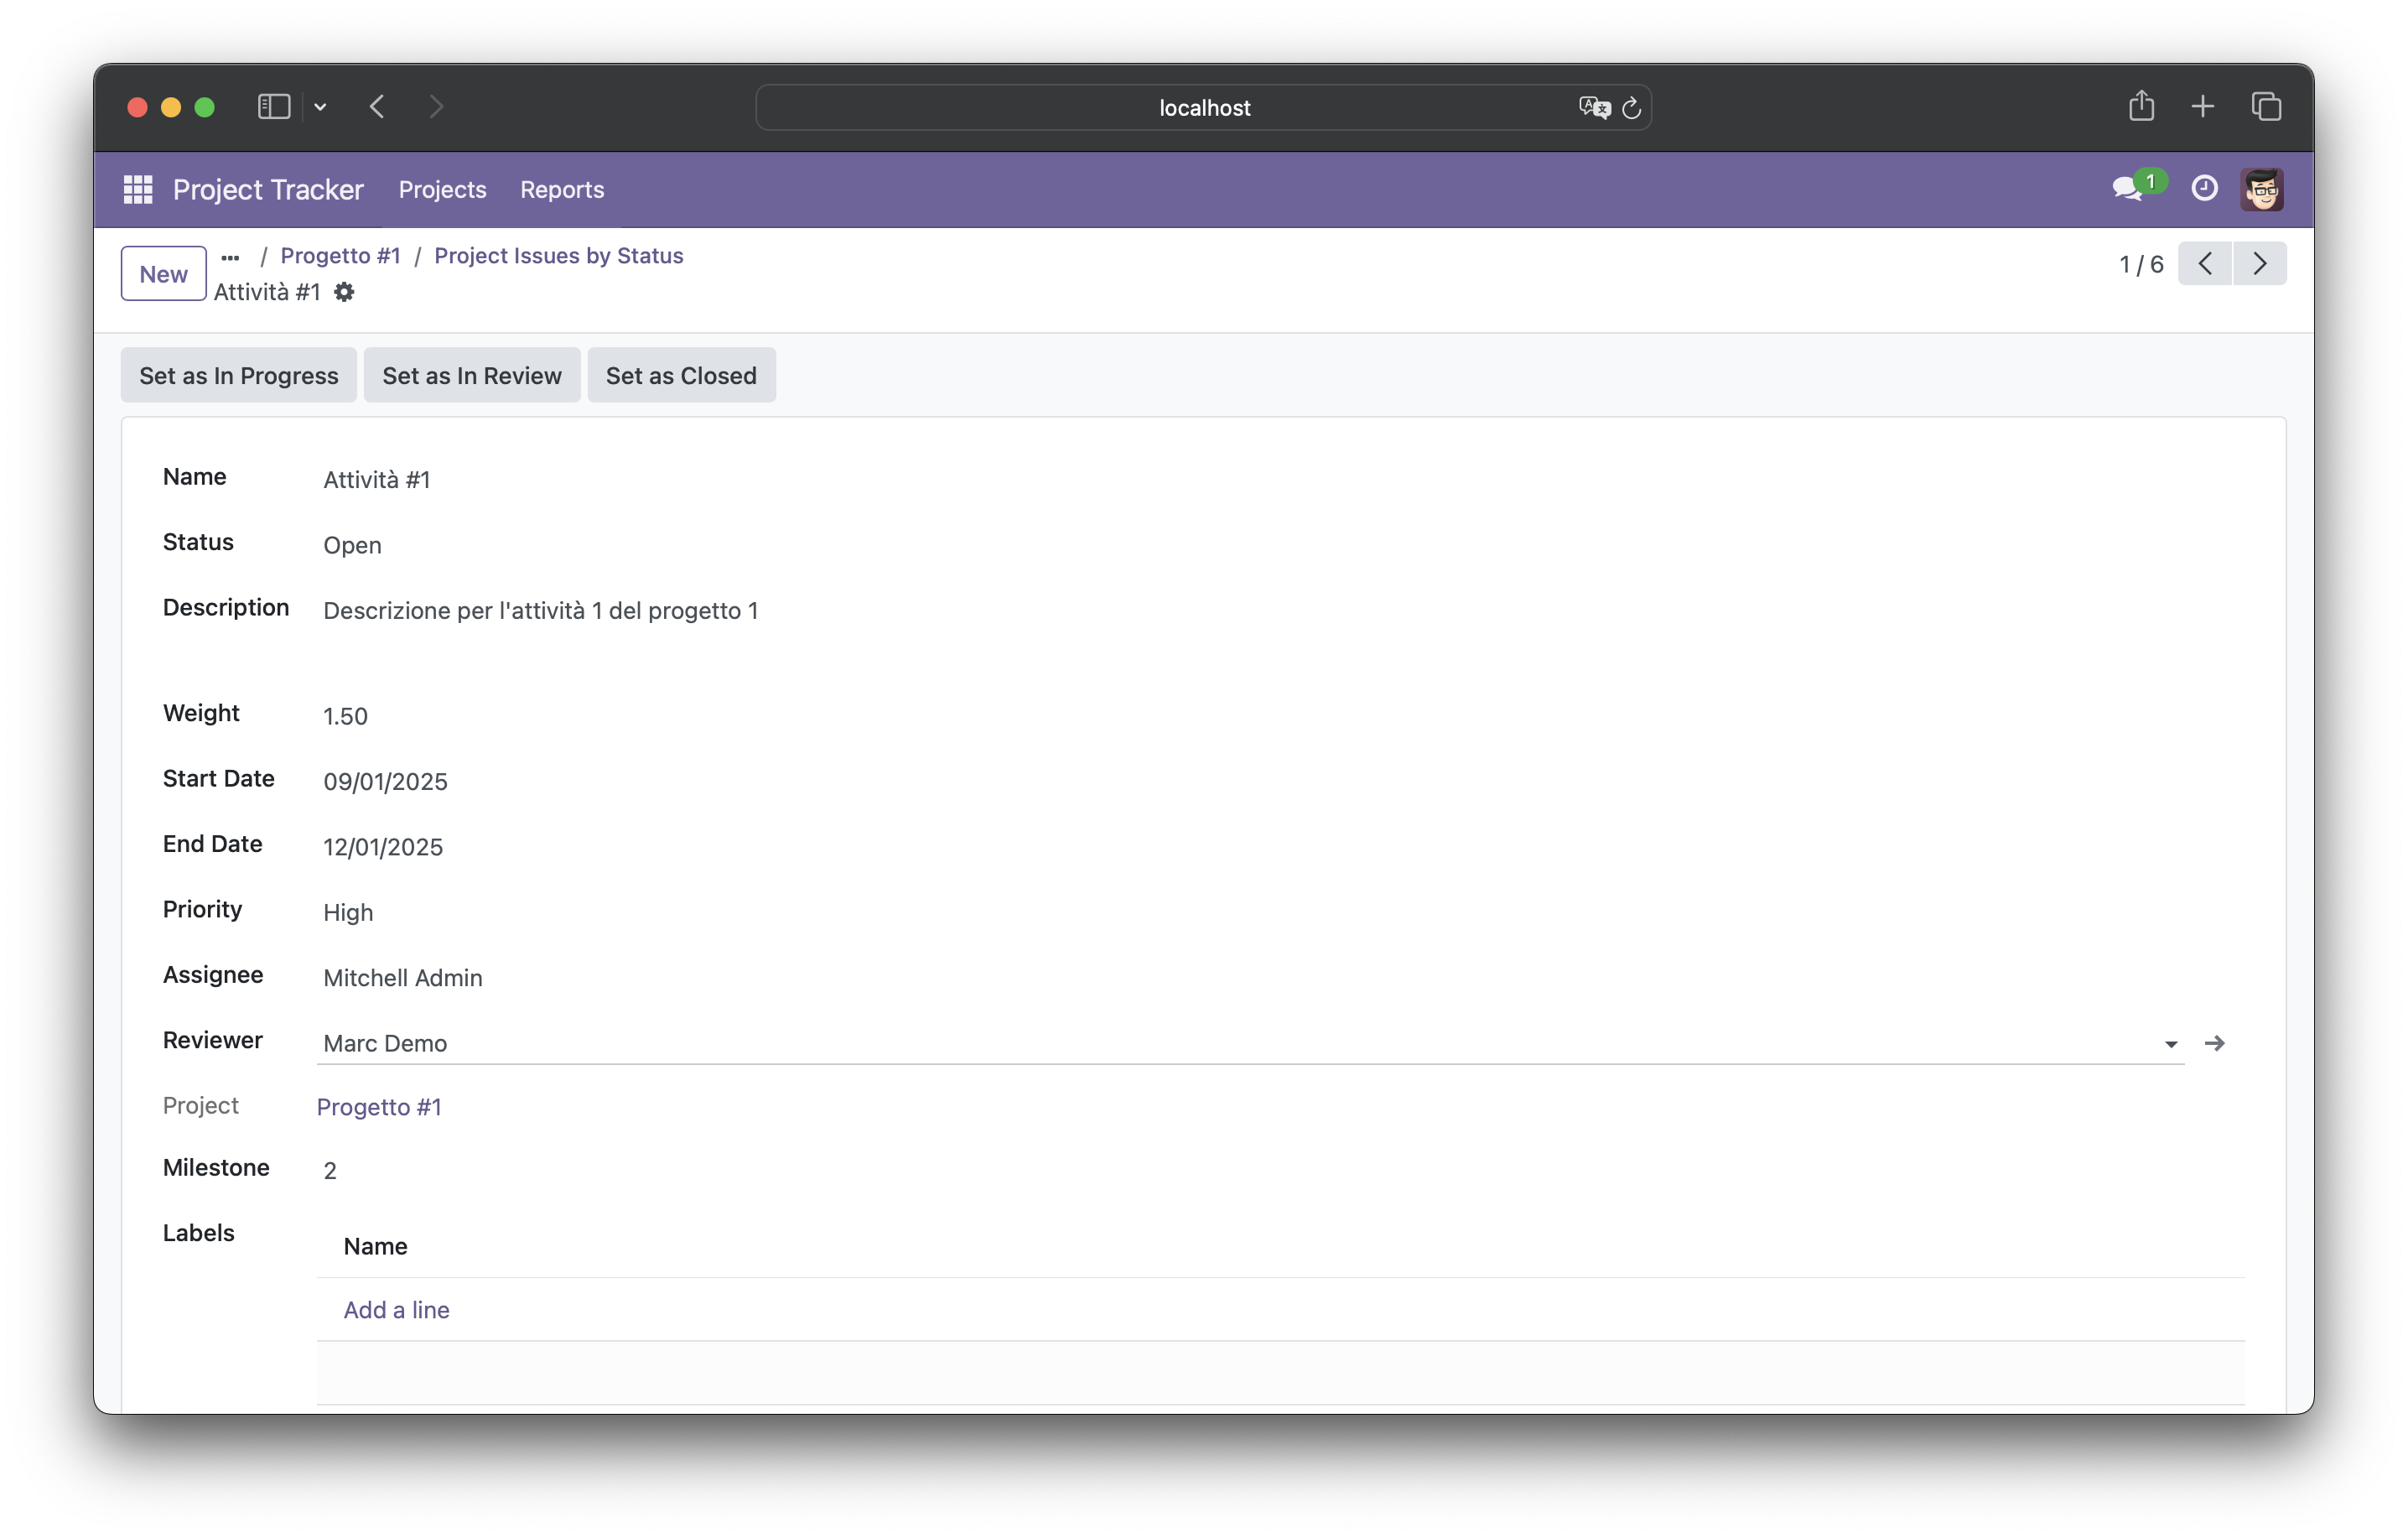 localhost
Project Tracker Projects Reports 1
New ... / Progetto #1 / Project Issues by Status 1 / 6
Attività #1
Set as In Progress Set as In Review Set as Closed
Name Attività #1
Status Open
Description Descrizione per l'attività 1 del progetto 1
Weight 1.50
Start Date 09/01/2025
End Date 12/01/2025
Priority High
Assignee Mitchell Admin
Reviewer Marc Demo
Project Progetto #1
Milestone 2
Labels Name
Add a line